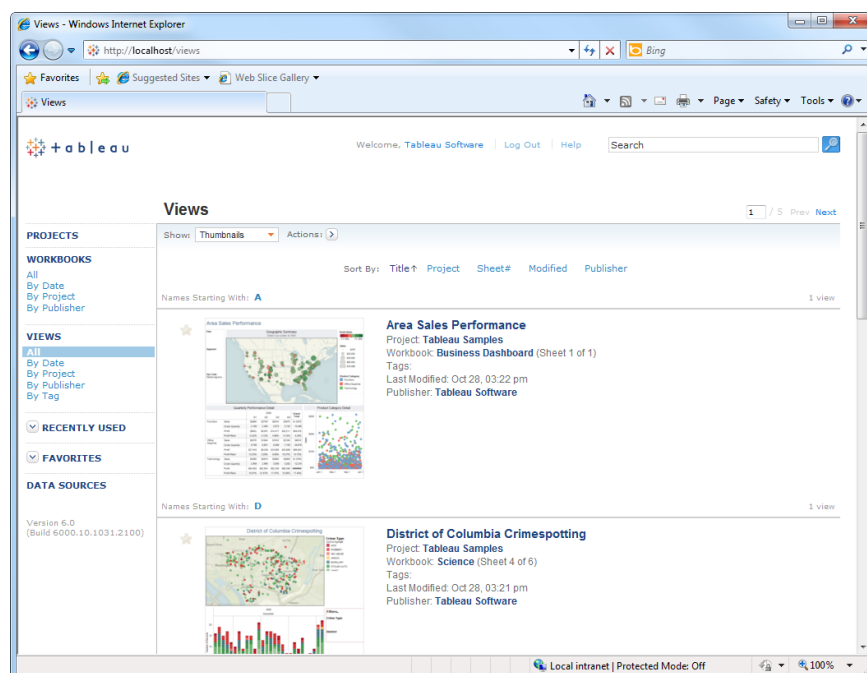 Views - Windows Internet Explorer
http://localhost/views
Bing
Favorites
Suggested Sites
Web Slice Gallery
Views
Page
Safety
Tools
+ a b l e a u
Welcome, Tableau Software
Log Out
Help
Search
Views
1 / 5 Prev Next
PROJECTS
WORKBOOKS
All
By Date
By Project
By Publisher
VIEWS
All
By Date
By Project
By Publisher
By Tag
RECENTLY USED
FAVORITES
DATA SOURCES
Version 6.0
(Build 6000.10.1031.2100)
Show: Thumbnails
Actions:
Sort By: Title↑ Project Sheet# Modified Publisher
Names Starting With: A
1 view
Area Sales Performance
Area Sales Performance
Project: Tableau Samples
Workbook: Business Dashboard (Sheet 1 of 1)
Tags:
Last Modified: Oct 28, 03:22 pm
Publisher: Tableau Software
Names Starting With: D
1 view
District of Columbia Crimespotting
District of Columbia Crimespotting
Project: Tableau Samples
Workbook: Science (Sheet 4 of 6)
Tags:
Last Modified: Oct 28, 03:21 pm
Publisher: Tableau Software
Local intranet | Protected Mode: Off
100%